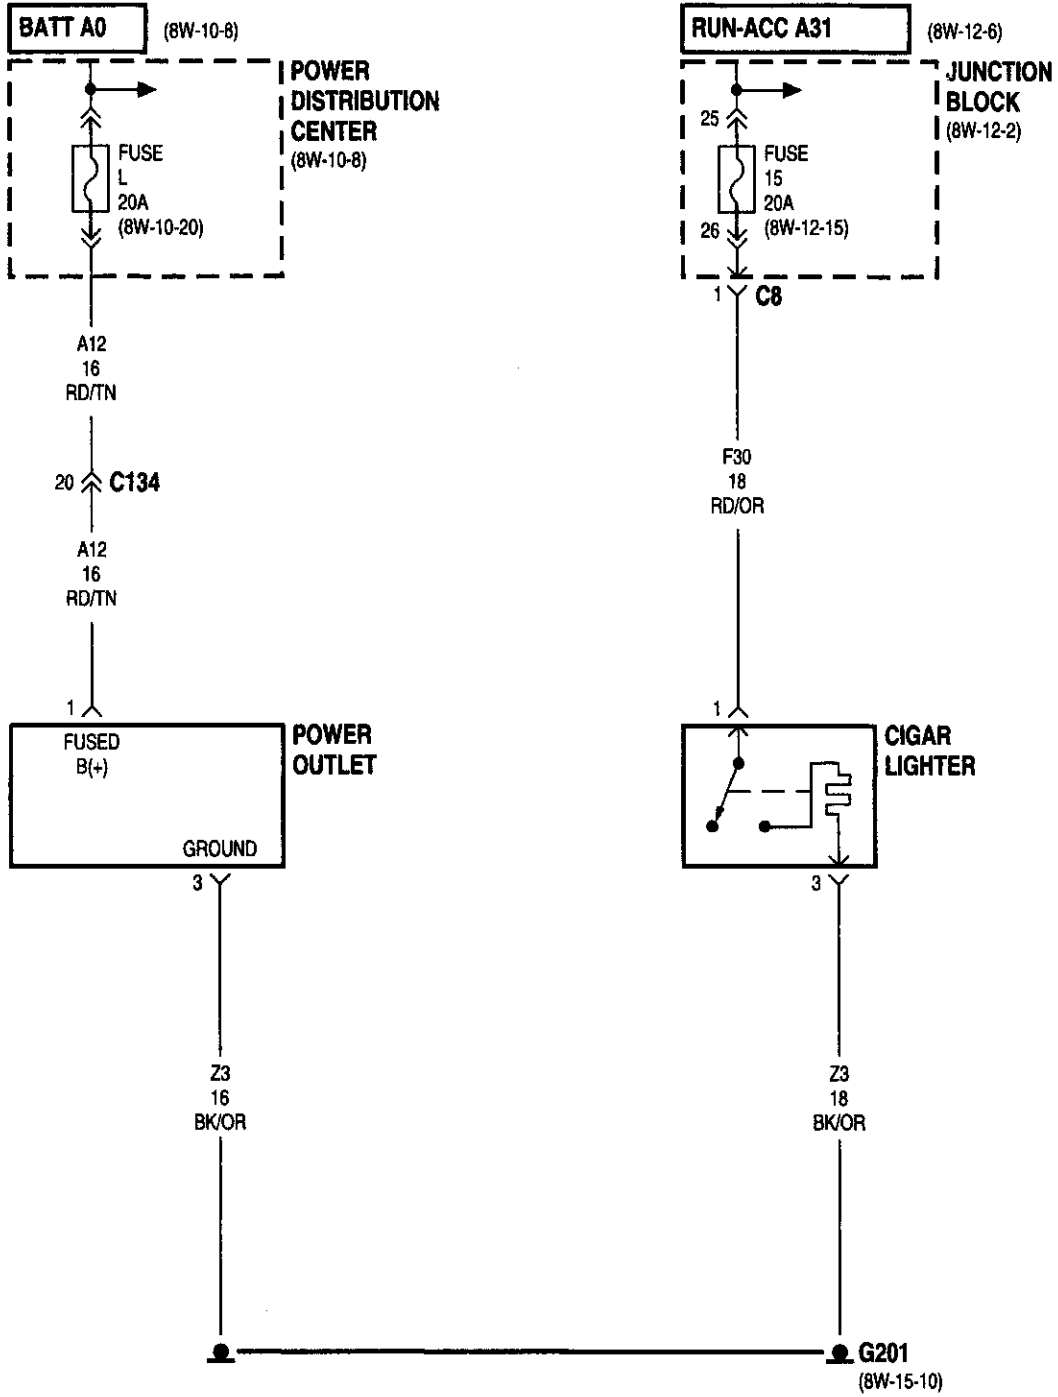 BATT A0
(8W-10-8)
POWER
DISTRIBUTION
CENTER
(8W-10-8)
FUSE
L
20A
(8W-10-20)
A12
16
RD/TN
20
C134
A12
16
RD/TN
1
FUSED
B(+)
GROUND
POWER
OUTLET
3
Z3
16
BK/OR
RUN-ACC A31
(8W-12-6)
JUNCTION
BLOCK
(8W-12-2)
25
FUSE
15
20A
(8W-12-15)
26
1
C8
F30
18
RD/OR
1
CIGAR
LIGHTER
3
Z3
18
BK/OR
G201
(8W-15-10)